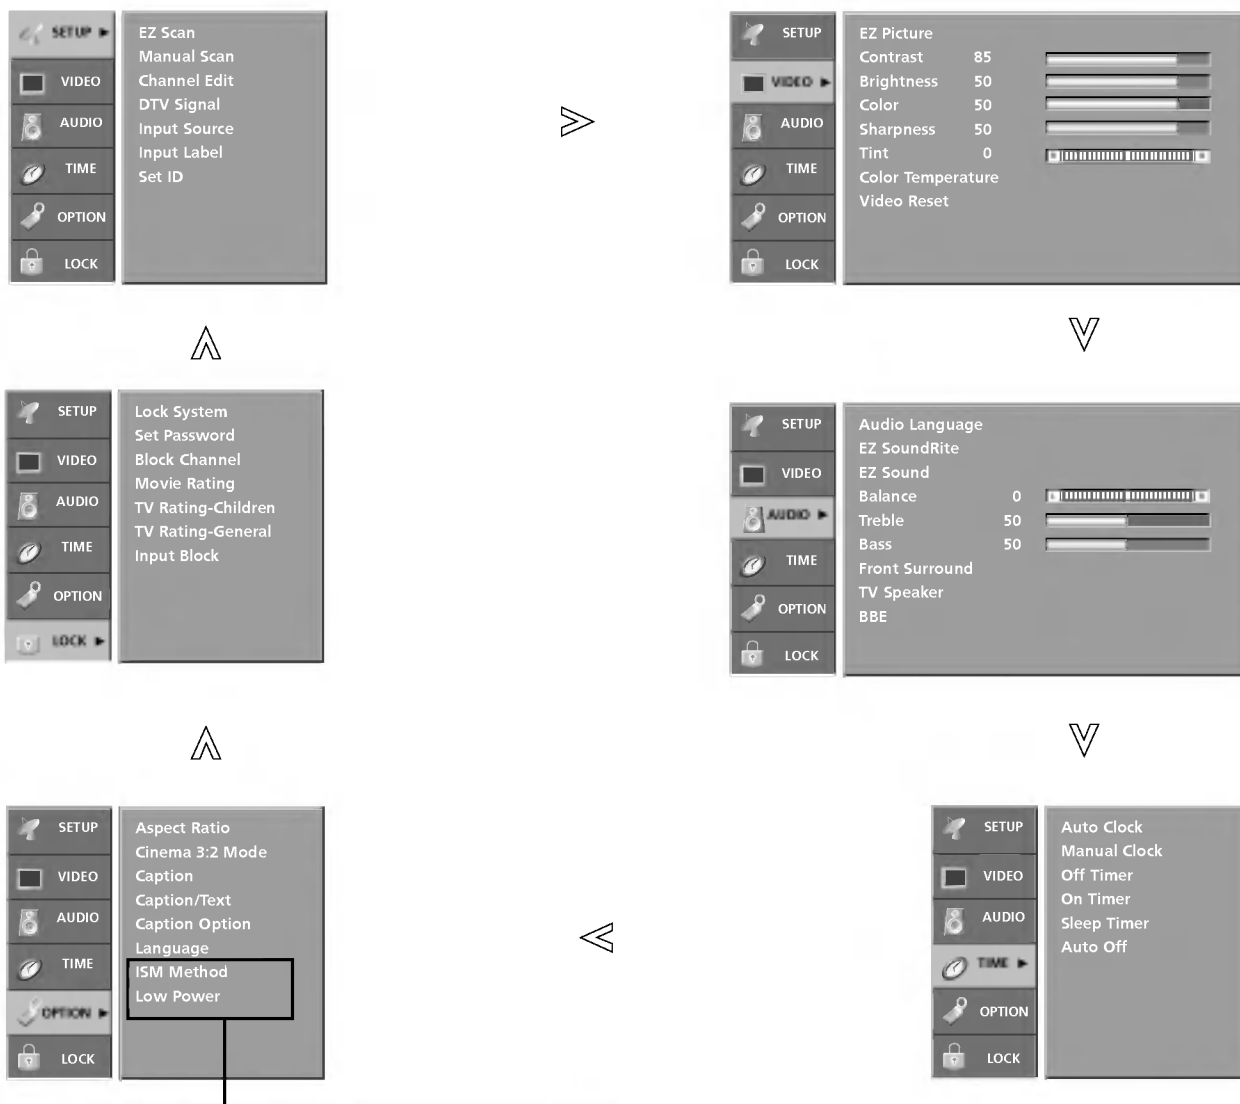 SETUP
VIDEO
AUDIO
TIME
OPTION
LOCK
EZ Scan
Manual Scan
Channel Edit
DTV Signal
Input Source
Input Label
Set ID
SETUP
VIDEO
AUDIO
TIME
OPTION
LOCK
EZ Picture
Contrast 85
Brightness 50
Color 50
Sharpness 50
Tint 0
Color Temperature
Video Reset
SETUP
VIDEO
AUDIO
TIME
OPTION
LOCK
Lock System
Set Password
Block Channel
Movie Rating
TV Rating-Children
TV Rating-General
Input Block
SETUP
VIDEO
AUDIO
TIME
OPTION
LOCK
Audio Language
EZ SoundRite
EZ Sound
Balance 0
Treble 50
Bass 50
Front Surround
TV Speaker
BBE
SETUP
VIDEO
AUDIO
TIME
OPTION
LOCK
Aspect Ratio
Cinema 3:2 Mode
Caption
Caption/Text
Caption Option
Language
ISM Method
Low Power
SETUP
VIDEO
AUDIO
TIME
OPTION
LOCK
Auto Clock
Manual Clock
Off Timer
On Timer
Sleep Timer
Auto Off